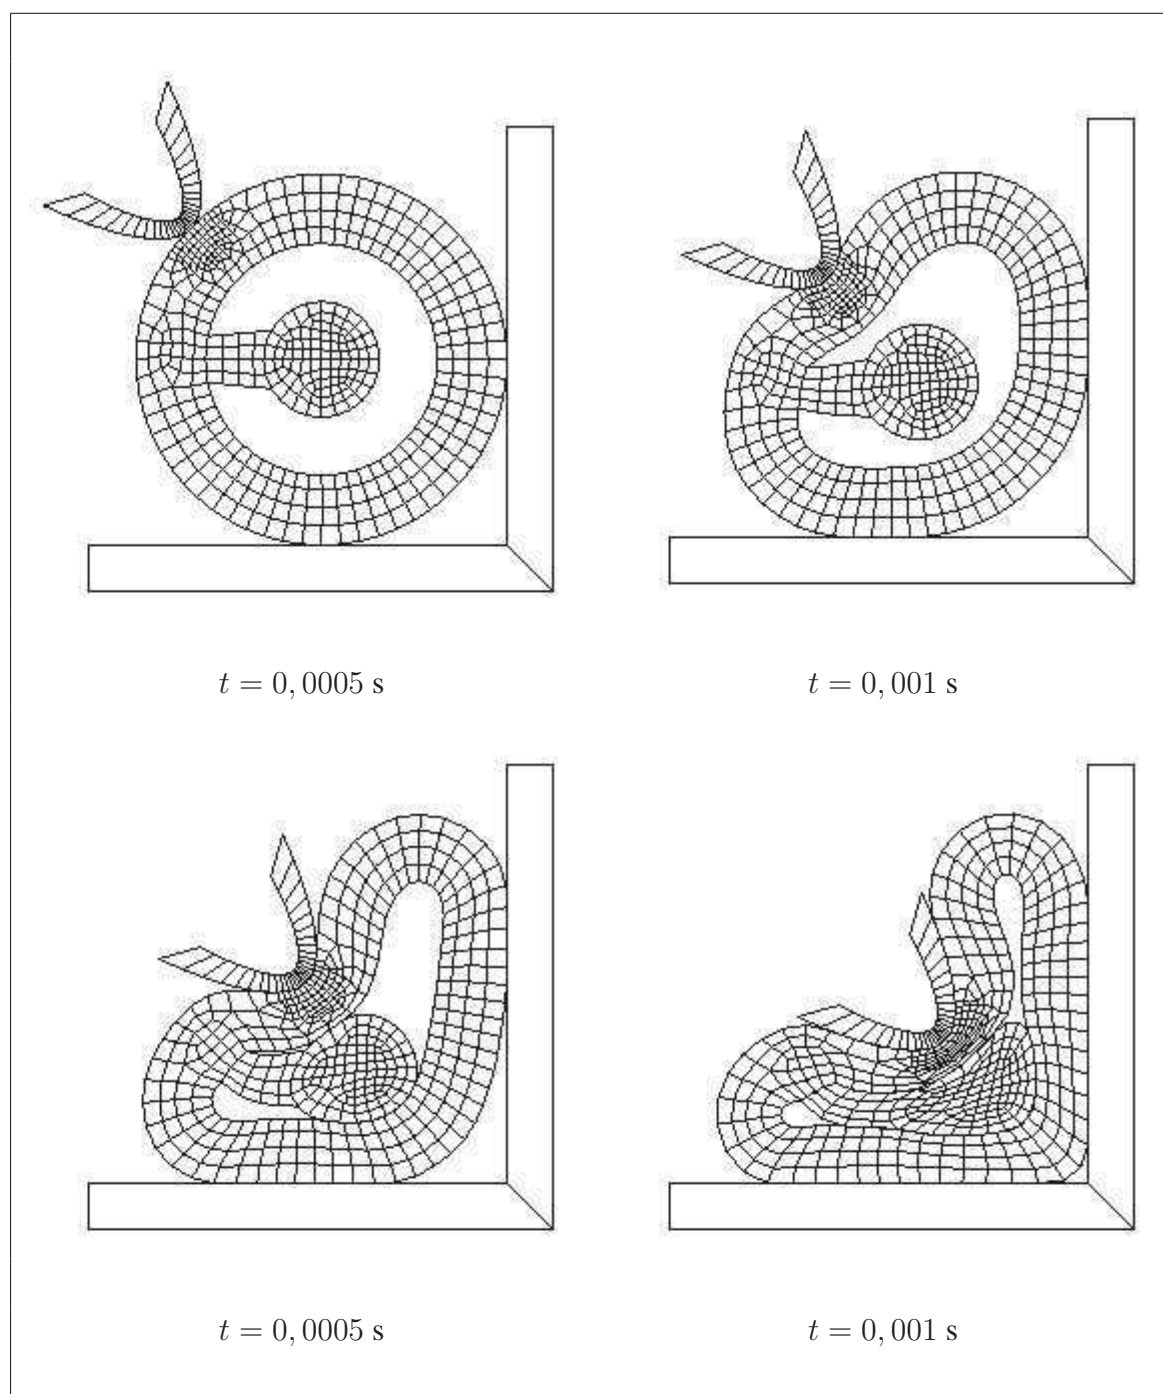 t = 0, 0005 s
t = 0, 001 s
t = 0, 0005 s
t = 0, 001 s